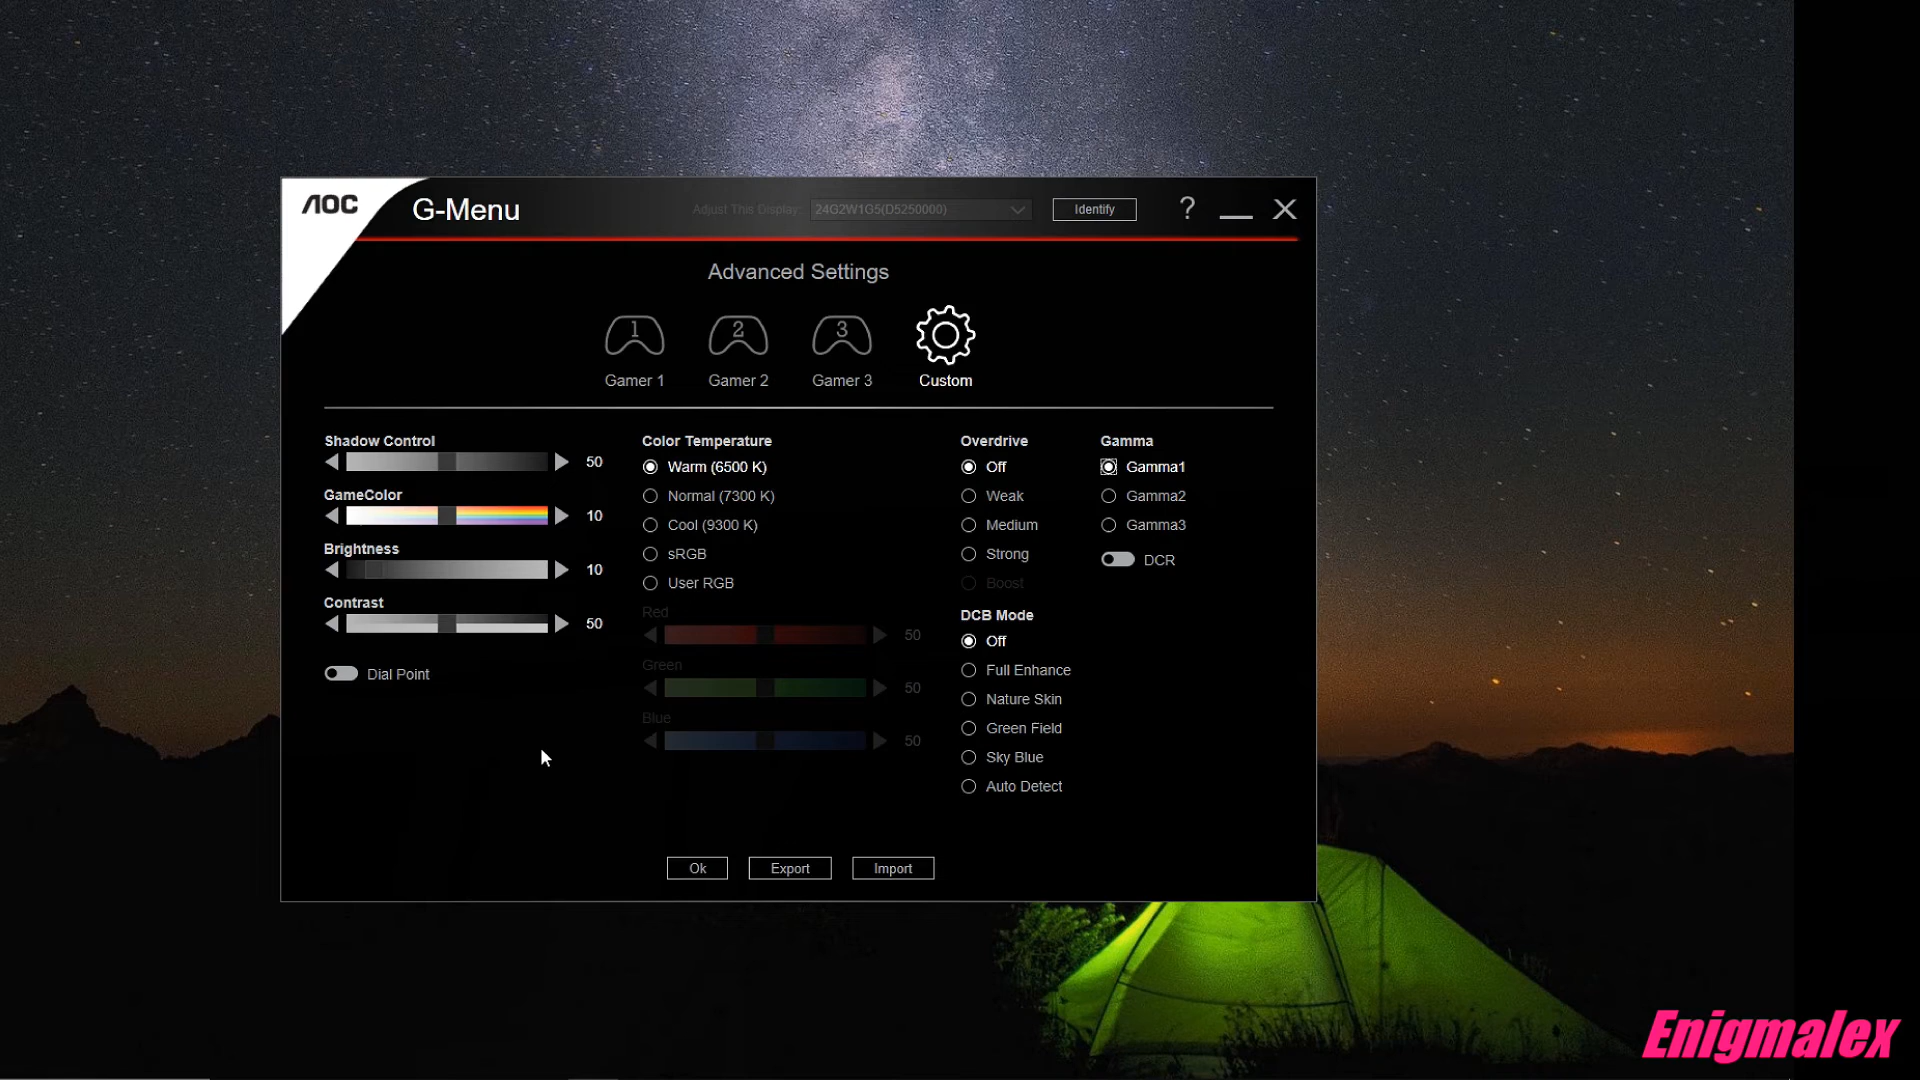 AOC
G-Menu
Adjust This Display: 24G2W1G5(D5250000)
Identify
?
Advanced Settings
1
2
3
Gamer 1
Gamer 2
Gamer 3
Custom
Shadow Control
50
GameColor
10
Brightness
10
Contrast
50
Dial Point
Color Temperature
Warm (6500 K)
Normal (7300 K)
Cool (9300 K)
sRGB
User RGB
Red
50
Green
50
Blue
50
Overdrive
Off
Weak
Medium
Strong
Boost
DCB Mode
Off
Full Enhance
Nature Skin
Green Field
Sky Blue
Auto Detect
Gamma
Gamma1
Gamma2
Gamma3
DCR
Ok
Export
Import
Enigmalex